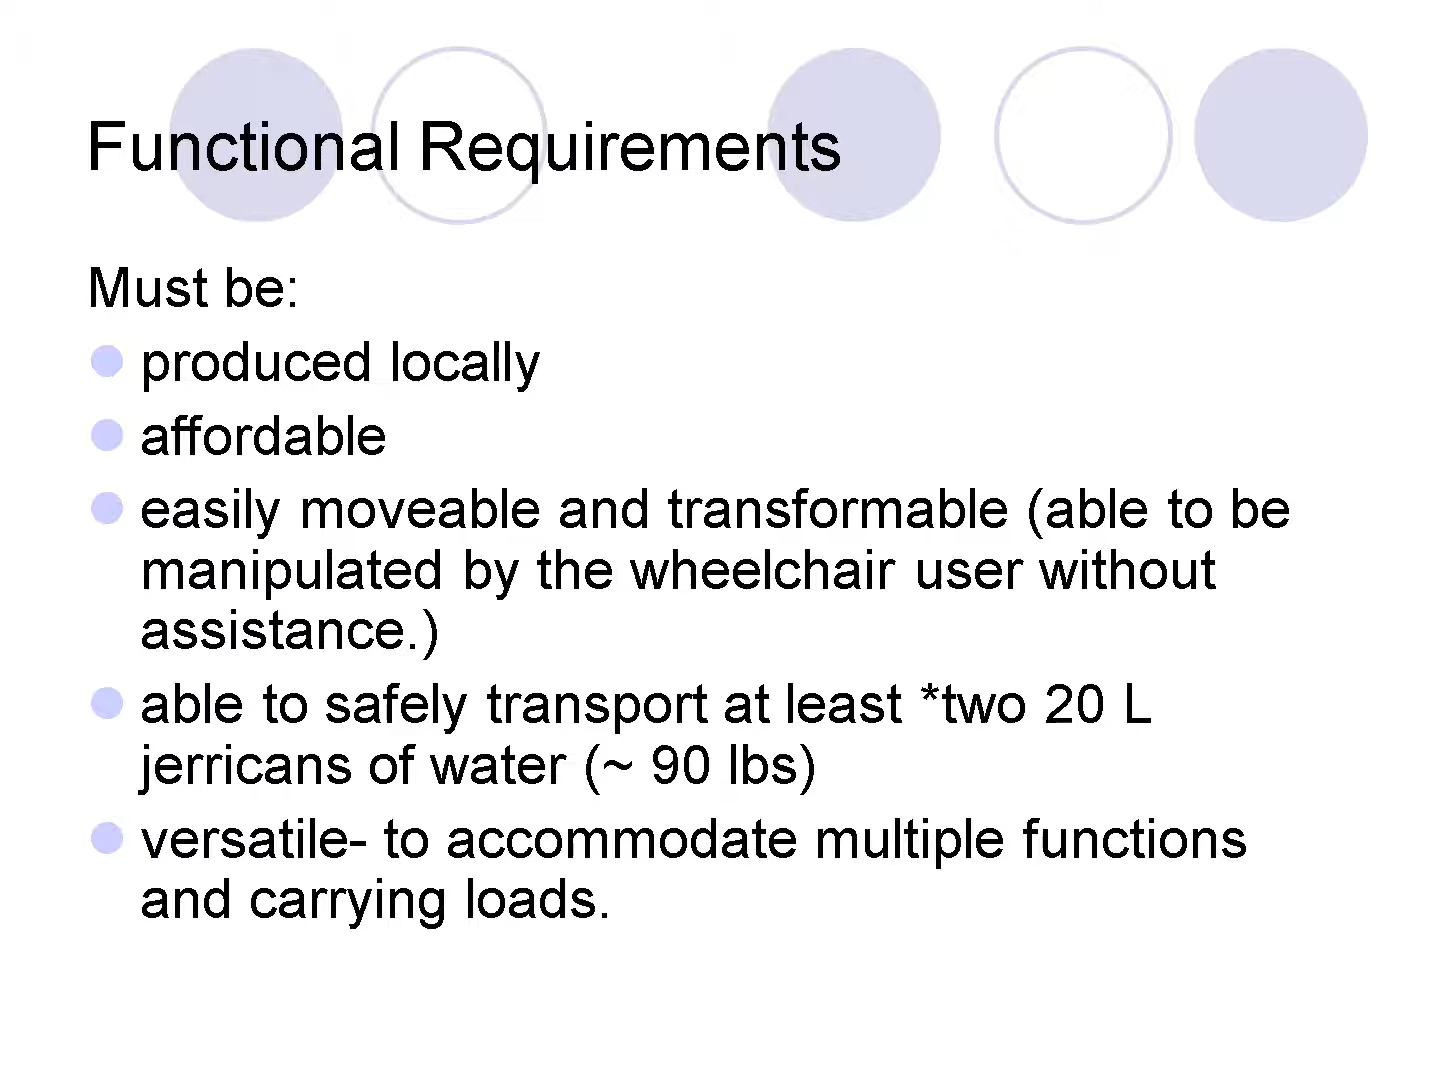 Functional Requirements
Must be:
produced locally
affordable
easily moveable and transformable (able to be
manipulated by the wheelchair user without
assistance.)
able to safely transport at least *two 20 L
jerricans of water (~ 90 lbs)
versatile- to accommodate multiple functions
and carrying loads.